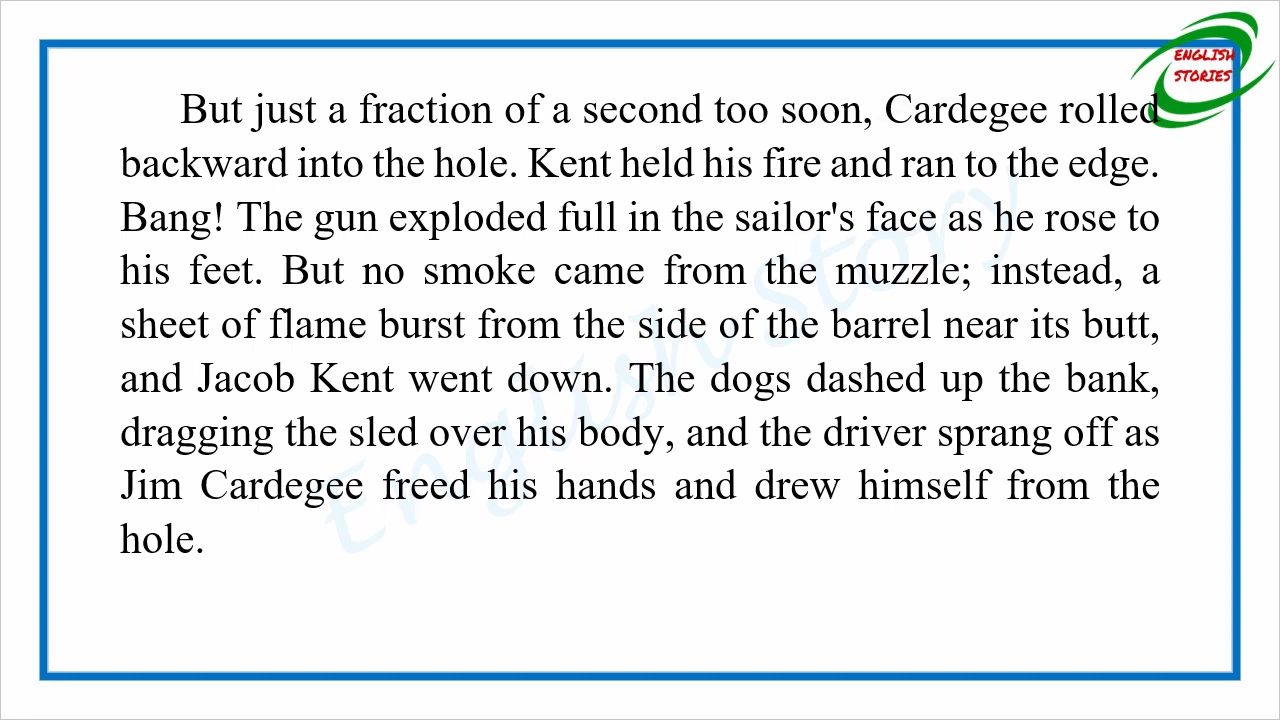 ENGLISH
STORIES
But just a fraction of a second too soon, Cardegee rolled
backward into the hole. Kent held his fire and ran to the edge.
Bang! The gun exploded full in the sailor's face as he rose to
his feet. But no smoke came from the muzzle; instead, a
sheet of flame burst from the side of the barrel near its butt,
and Jacob Kent went down. The dogs dashed up the bank,
dragging the sled over his body, and the driver sprang off as
Jim Cardegee freed his hands and drew himself from the
hole.
English Story